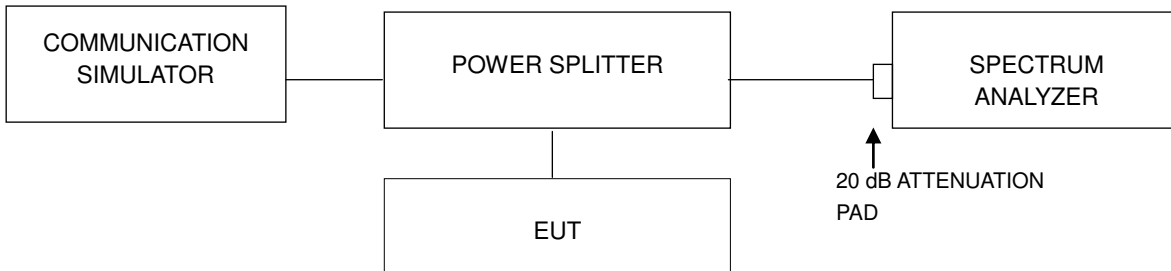 COMMUNICATION
SIMULATOR
POWER SPLITTER
SPECTRUM
ANALYZER
20 dB ATTENUATION
PAD
EUT